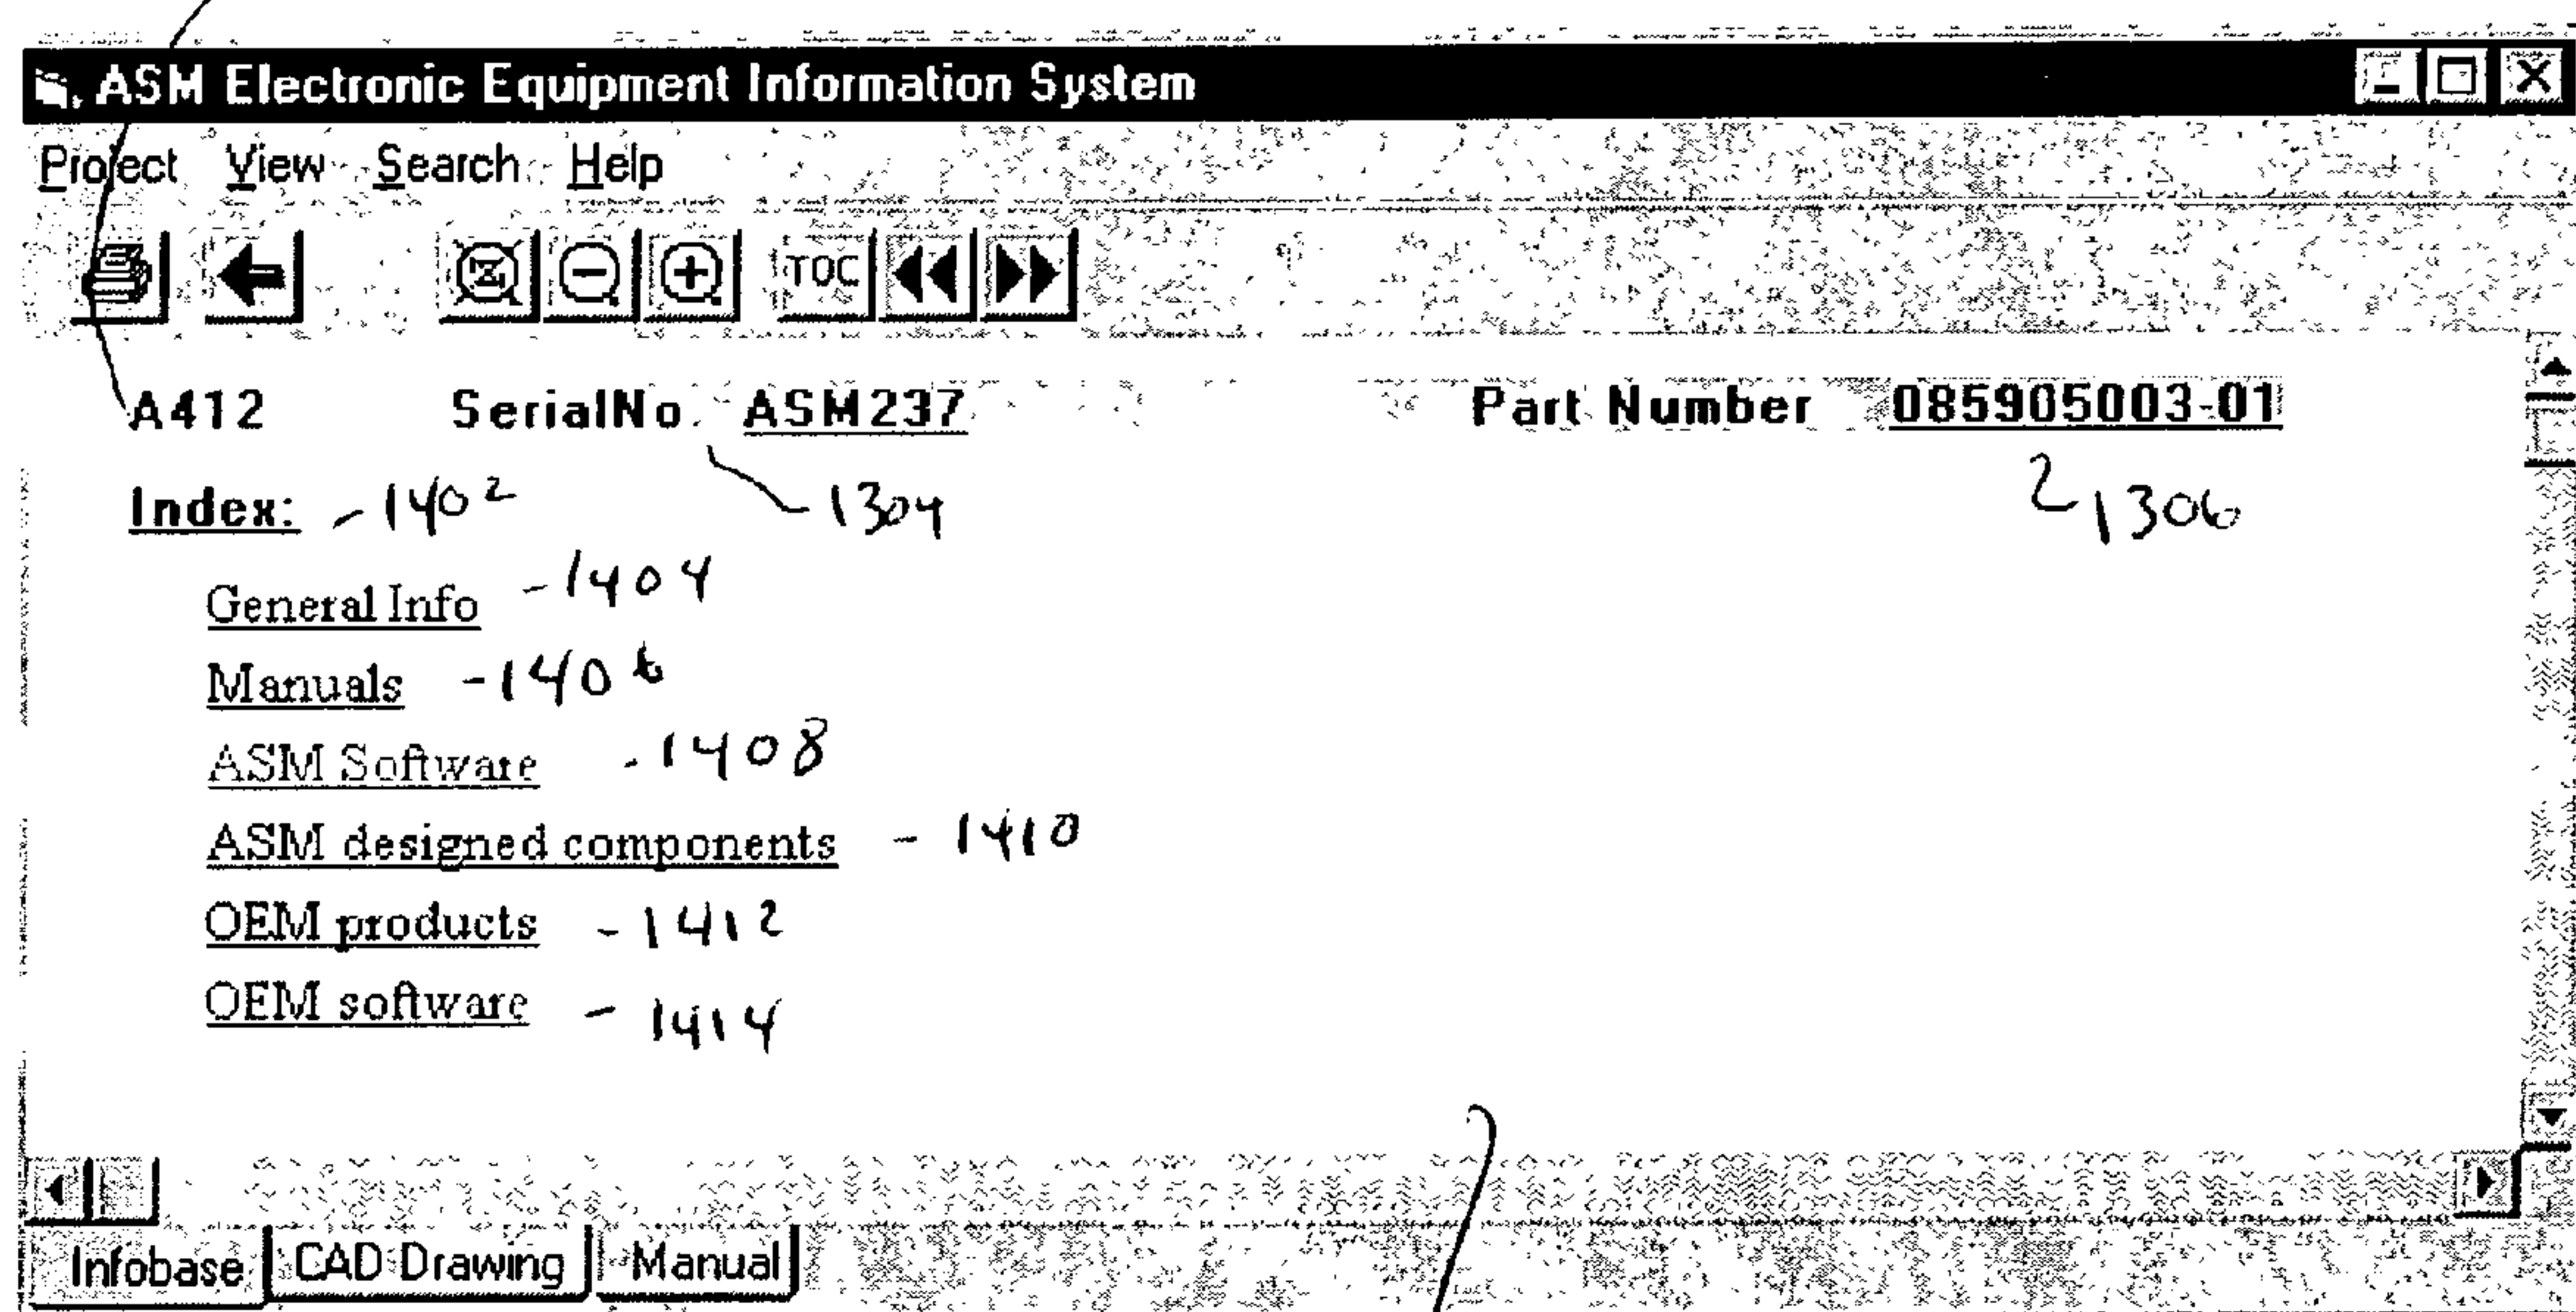 ASM Electronic Equipment Information System
Project View Search Help
TOC
A412 SerialNo ASM237 Part Number 085905003-01
Index: 1402 1304 1306
General Info 1404
Manuals 1406
ASM Software 1408
ASM designed components 1410
OEM products 1412
OEM software 1414
Infobase CAD Drawing Manual